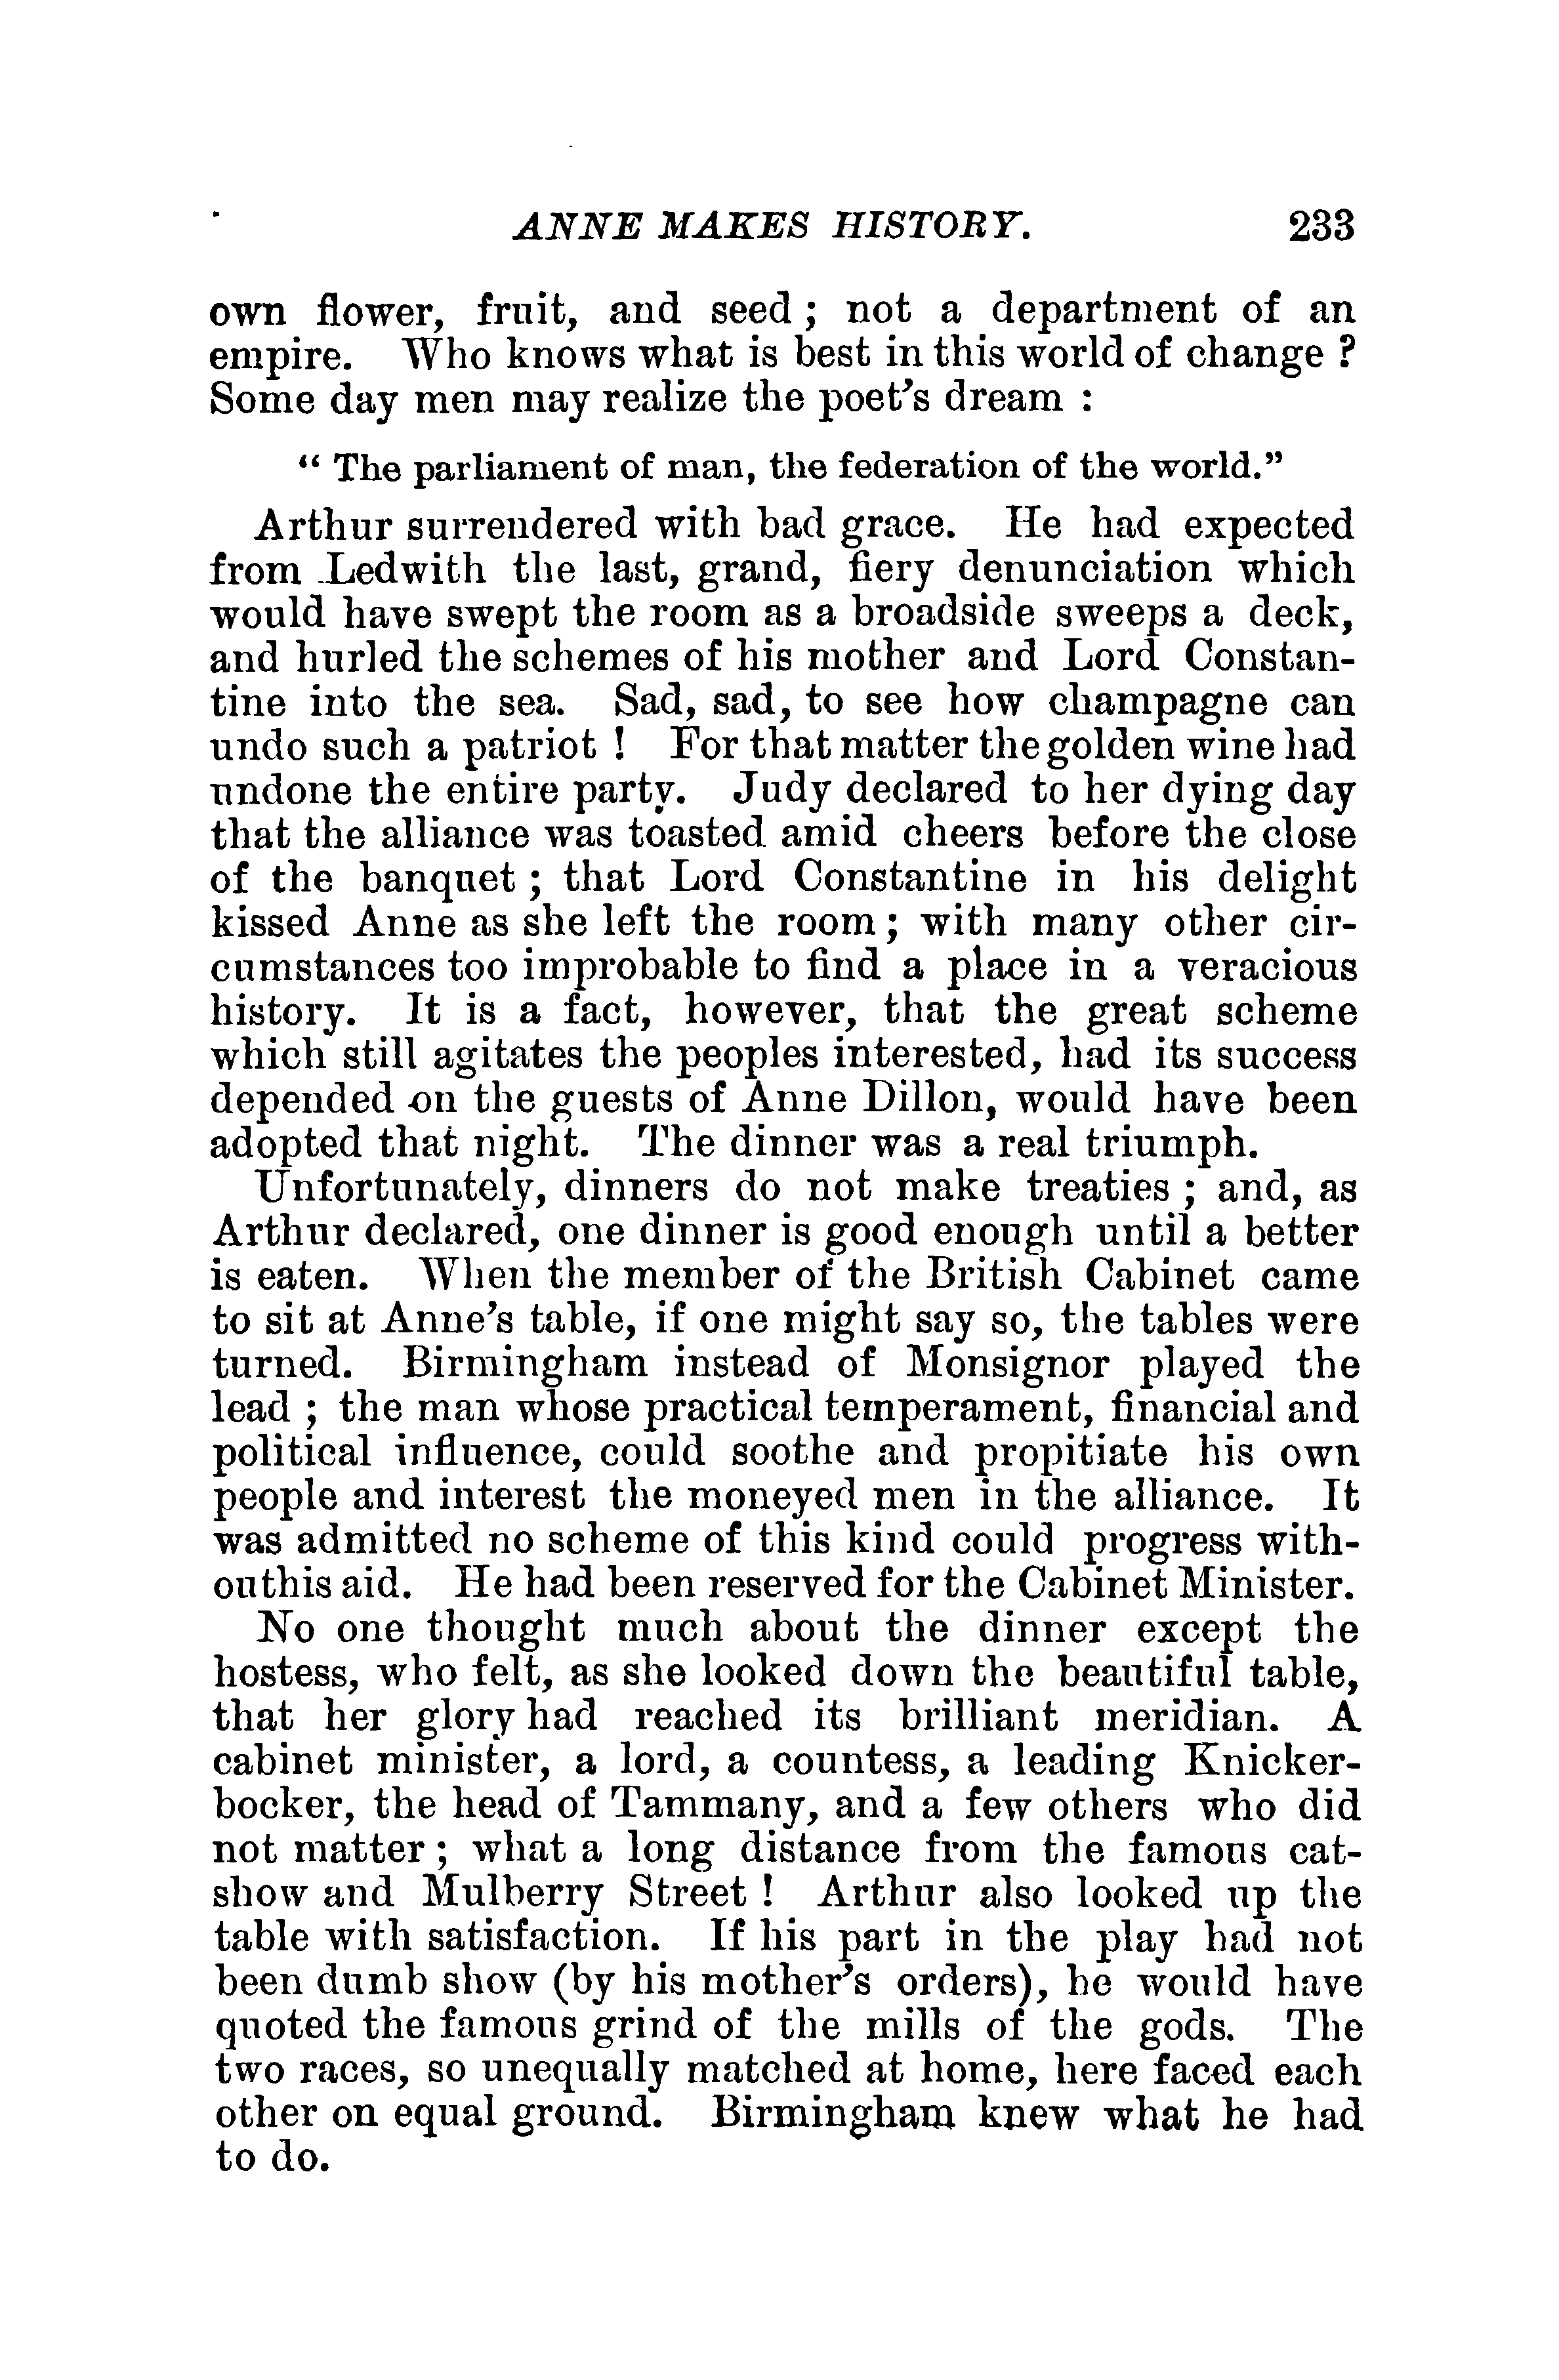 ANNE MAKES HISTORY. 233
own flower, fruit, and seed; not a department of an
empire. Who knows what is best in this world of change?
Some day men may realize the poet's dream:
"The parliament of man, the federation of the world."
Arthur surrendered with bad grace. He had expected
from Ledwith the last, grand, fiery denunciation which
would have swept the room as a broadside sweeps a deck,
and hurled the schemes of his mother and Lord Constan-
tine into the sea. Sad, sad, to see how champagne can
undo such a patriot! For that matter the golden wine had
undone the entire party. Judy declared to her dying day
that the alliance was toasted amid cheers before the close
of the banquet; that Lord Constantine in his delight
kissed Anne as she left the room; with many other cir-
cumstances too improbable to find a place in a veracious
history. It is a fact, however, that the great scheme
which still agitates the peoples interested, had its success
depended on the guests of Anne Dillon, would have been
adopted that night. The dinner was a real triumph.
Unfortunately, dinners do not make treaties; and, as
Arthur declared, one dinner is good enough until a better
is eaten. When the member of the British Cabinet came
to sit at Anne's table, if one might say so, the tables were
turned. Birmingham instead of Monsignor played the
lead; the man whose practical temperament, financial and
political influence, could soothe and propitiate his own
people and interest the moneyed men in the alliance. It
was admitted no scheme of this kind could progress with-
outhis aid. He had been reserved for the Cabinet Minister.
No one thought much about the dinner except the
hostess, who felt, as she looked down the beautiful table,
that her glory had reached its brilliant meridian. A
cabinet minister, a lord, a countess, a leading Knicker-
bocker, the head of Tammany, and a few others who did
not matter; what a long distance from the famous cat-
show and Mulberry Street! Arthur also looked up the
table with satisfaction. If his part in the play had not
been dumb show (by his mother's orders), he would have
quoted the famous grind of the mills of the gods. The
two races, so unequally matched at home, here faced each
other on equal ground. Birmingham knew what he had
to do.